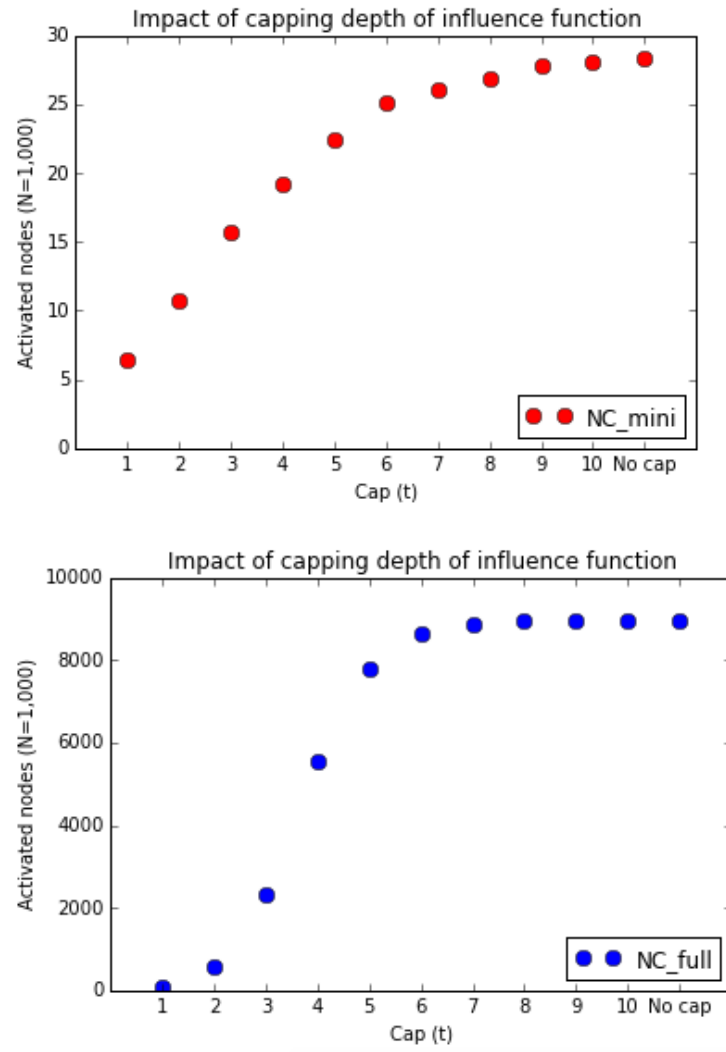 Impact of capping depth of influence function
30
25
20
15
10
5
0
Activated nodes (N=1,000)
NC_mini
1 2 3 4 5 6 7 8 9 10 No cap
Cap (t)
Impact of capping depth of influence function
10000
8000
6000
4000
2000
0
Activated nodes (N=1,000)
NC_full
1 2 3 4 5 6 7 8 9 10 No cap
Cap (t)